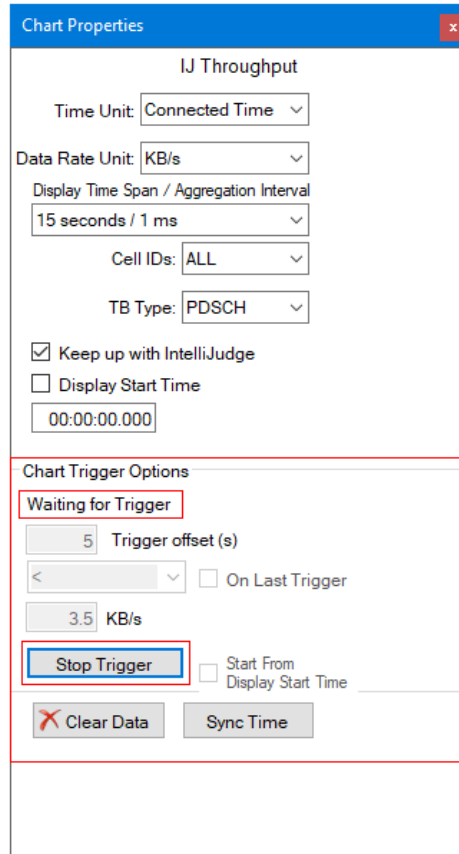 Chart Properties
x
IJ Throughput
Time Unit: Connected Time
Data Rate Unit: KB/s
Display Time Span / Aggregation Interval
15 seconds / 1 ms
Cell IDs: ALL
TB Type: PDSCH
Keep up with IntelliJudge
Display Start Time
00:00:00.000
Chart Trigger Options
Waiting for Trigger
5 Trigger offset (s)
< On Last Trigger
3.5 KB/s
Stop Trigger Start From
Display Start Time
Clear Data Sync Time